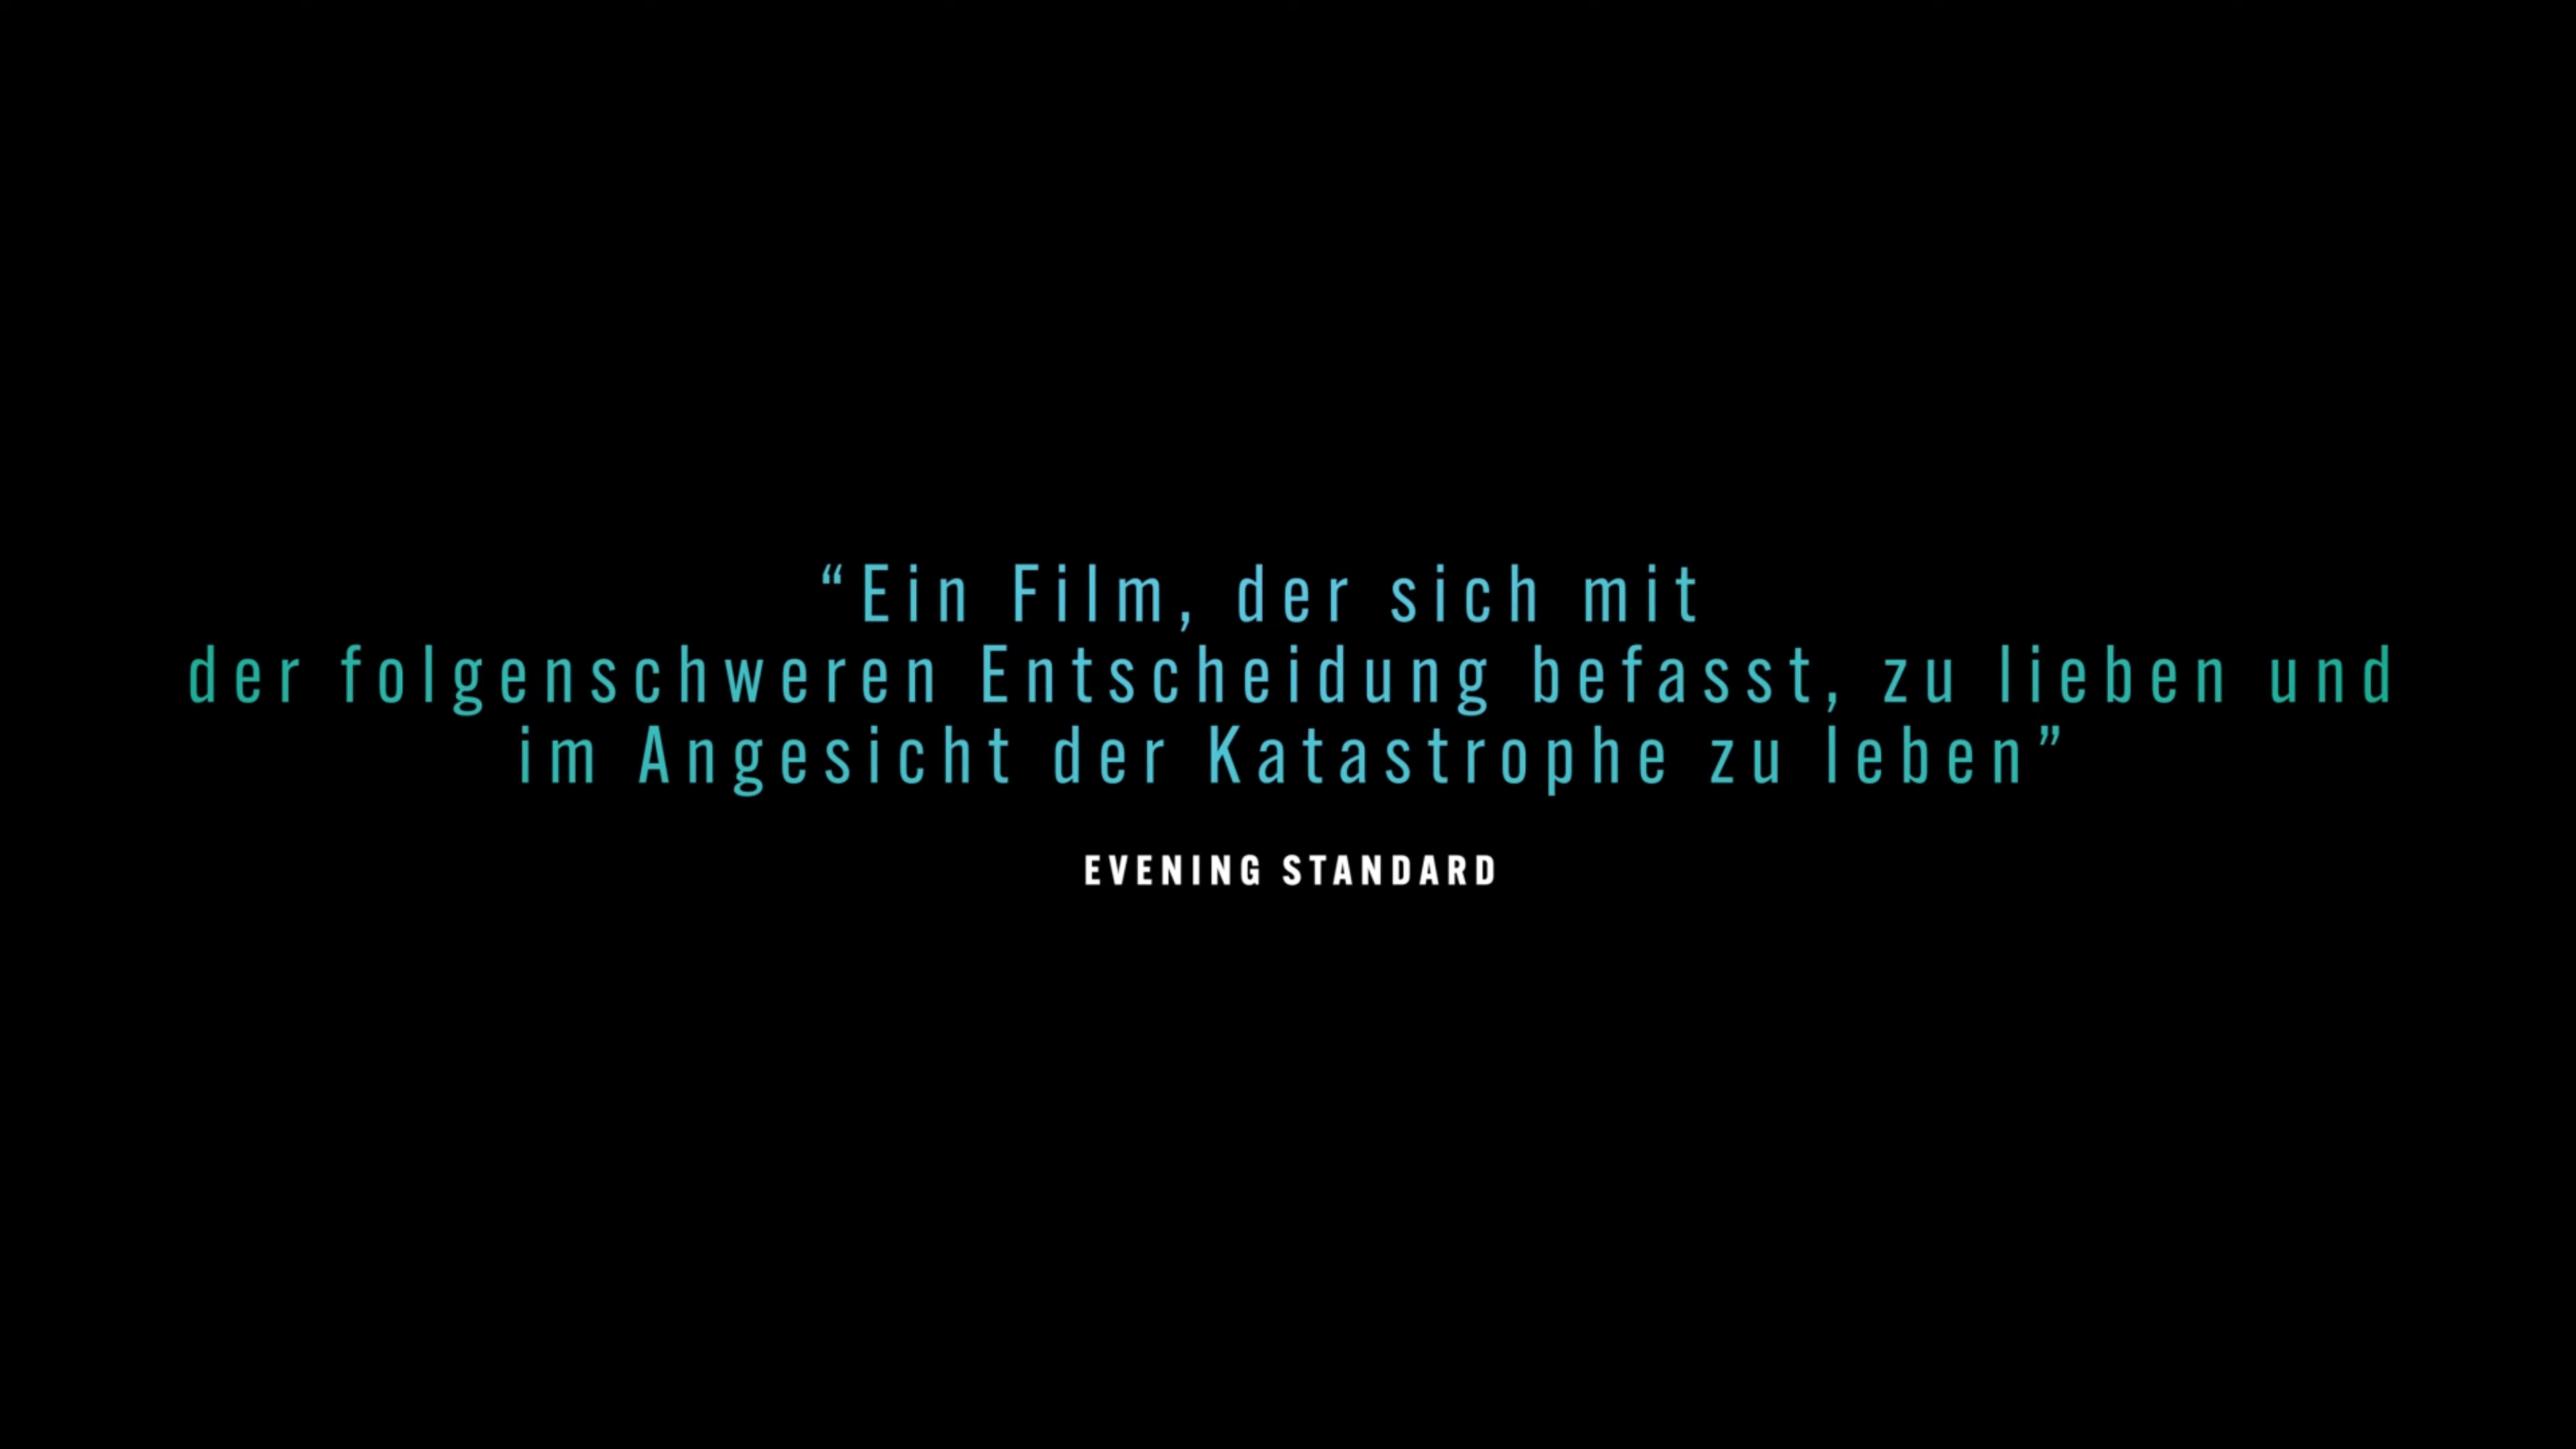 “Ein Film, der sich mit
der folgenschweren Entscheidung befasst, zu lieben und
im Angesicht der Katastrophe zu leben”
EVENING STANDARD